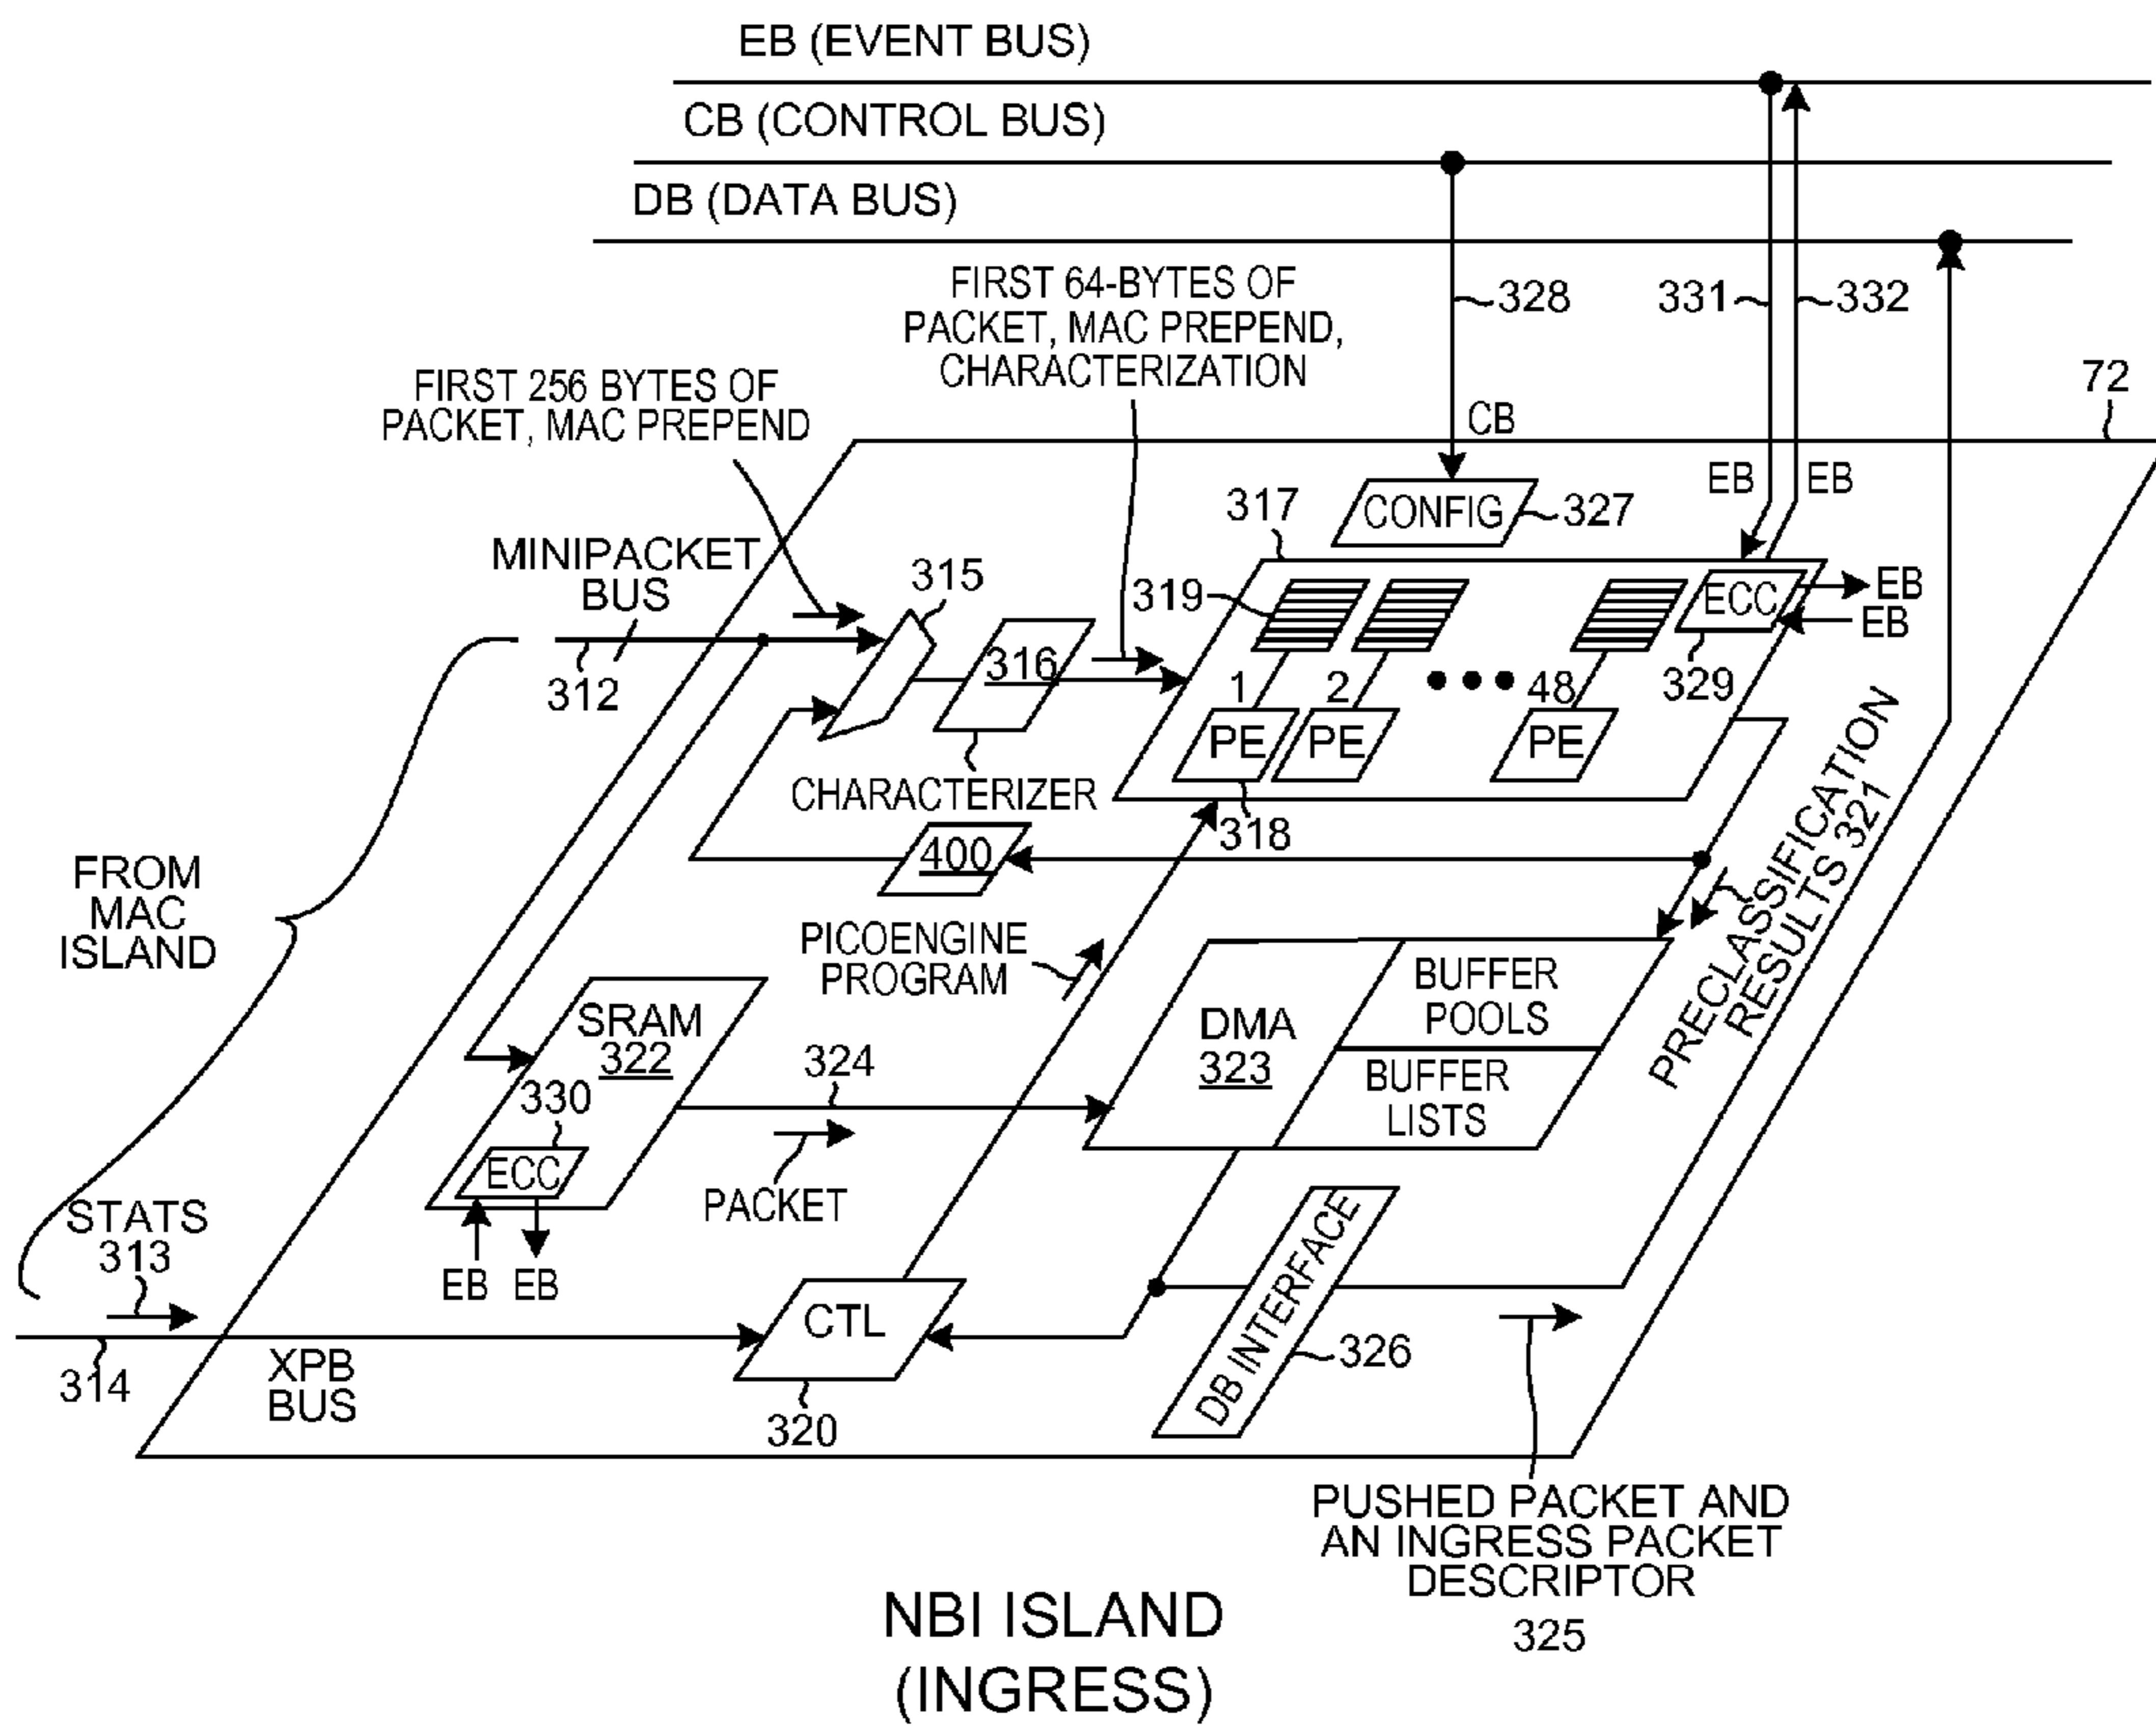 EB (EVENT BUS)
CB (CONTROL BUS)
DB (DATA BUS)
FIRST 64-BYTES OF
PACKET, MAC PREPEND,
CHARACTERIZATION
328
331
332
FIRST 256 BYTES OF
PACKET, MAC PREPEND
72
CB
EB
EB
CONFIG
327
317
MINIPACKET
BUS
315
319
ECC
EB
EB
316
312
1
2
48
329
PE
PE
PE
CHARACTERIZER
318
400
PRECLASSIFICATION
RESULTS 321
FROM
MAC
ISLAND
PICOENGINE
PROGRAM
BUFFER
POOLS
SRAM
322
DMA
323
324
BUFFER
LISTS
330
ECC
PACKET
STATS
313
EB
EB
CTL
DB INTERFACE
326
314
XPB
BUS
320
PUSHED PACKET AND
AN INGRESS PACKET
DESCRIPTOR
325
NBI ISLAND
(INGRESS)